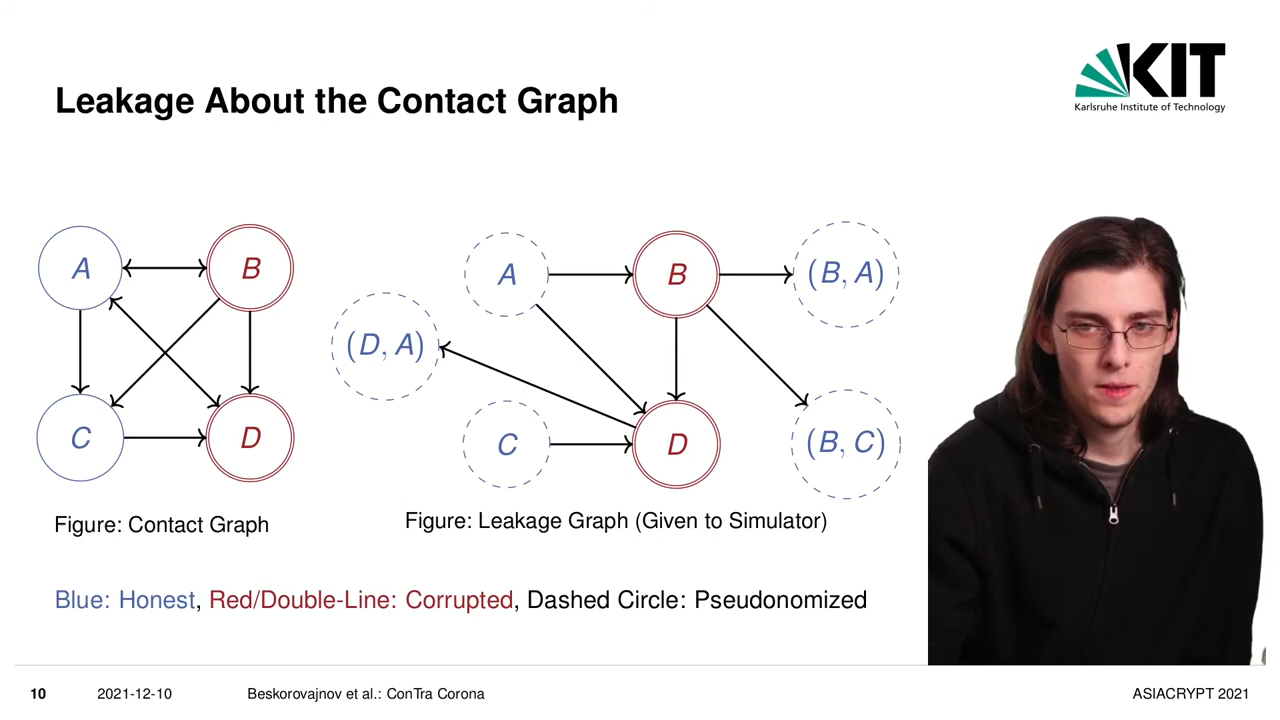 KIT
Karlsruhe Institute of Technology
Leakage About the Contact Graph
A
B
C
D
Figure: Contact Graph
A
B
(B, A)
(D, A)
C
D
(B, C)
Figure: Leakage Graph (Given to Simulator)
Blue: Honest, Red/Double-Line: Corrupted, Dashed Circle: Pseudonomized
10 2021-12-10 Beskorovajnov et al.: ConTra Corona ASIACRYPT 2021